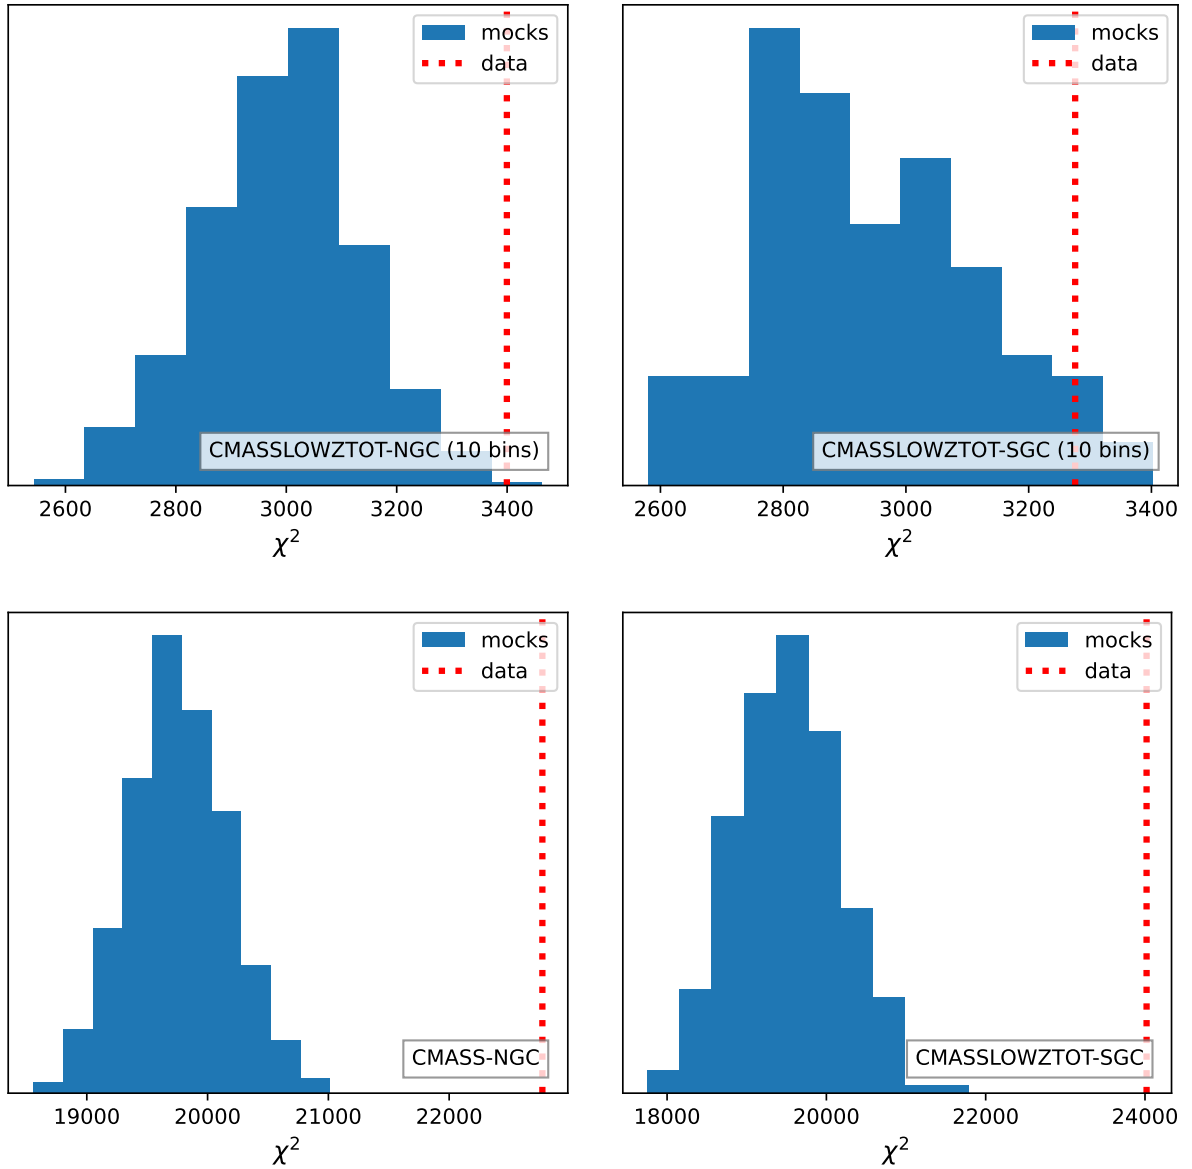 mocks
data
CMASSLOWZTOT-NGC (10 bins)
2600 2800 3000 3200 3400
χ²
mocks
data
CMASSLOWZTOT-SGC (10 bins)
2600 2800 3000 3200 3400
χ²
mocks
data
CMASS-NGC
19000 20000 21000 22000
χ²
mocks
data
CMASSLOWZTOT-SGC
18000 20000 22000 24000
χ²